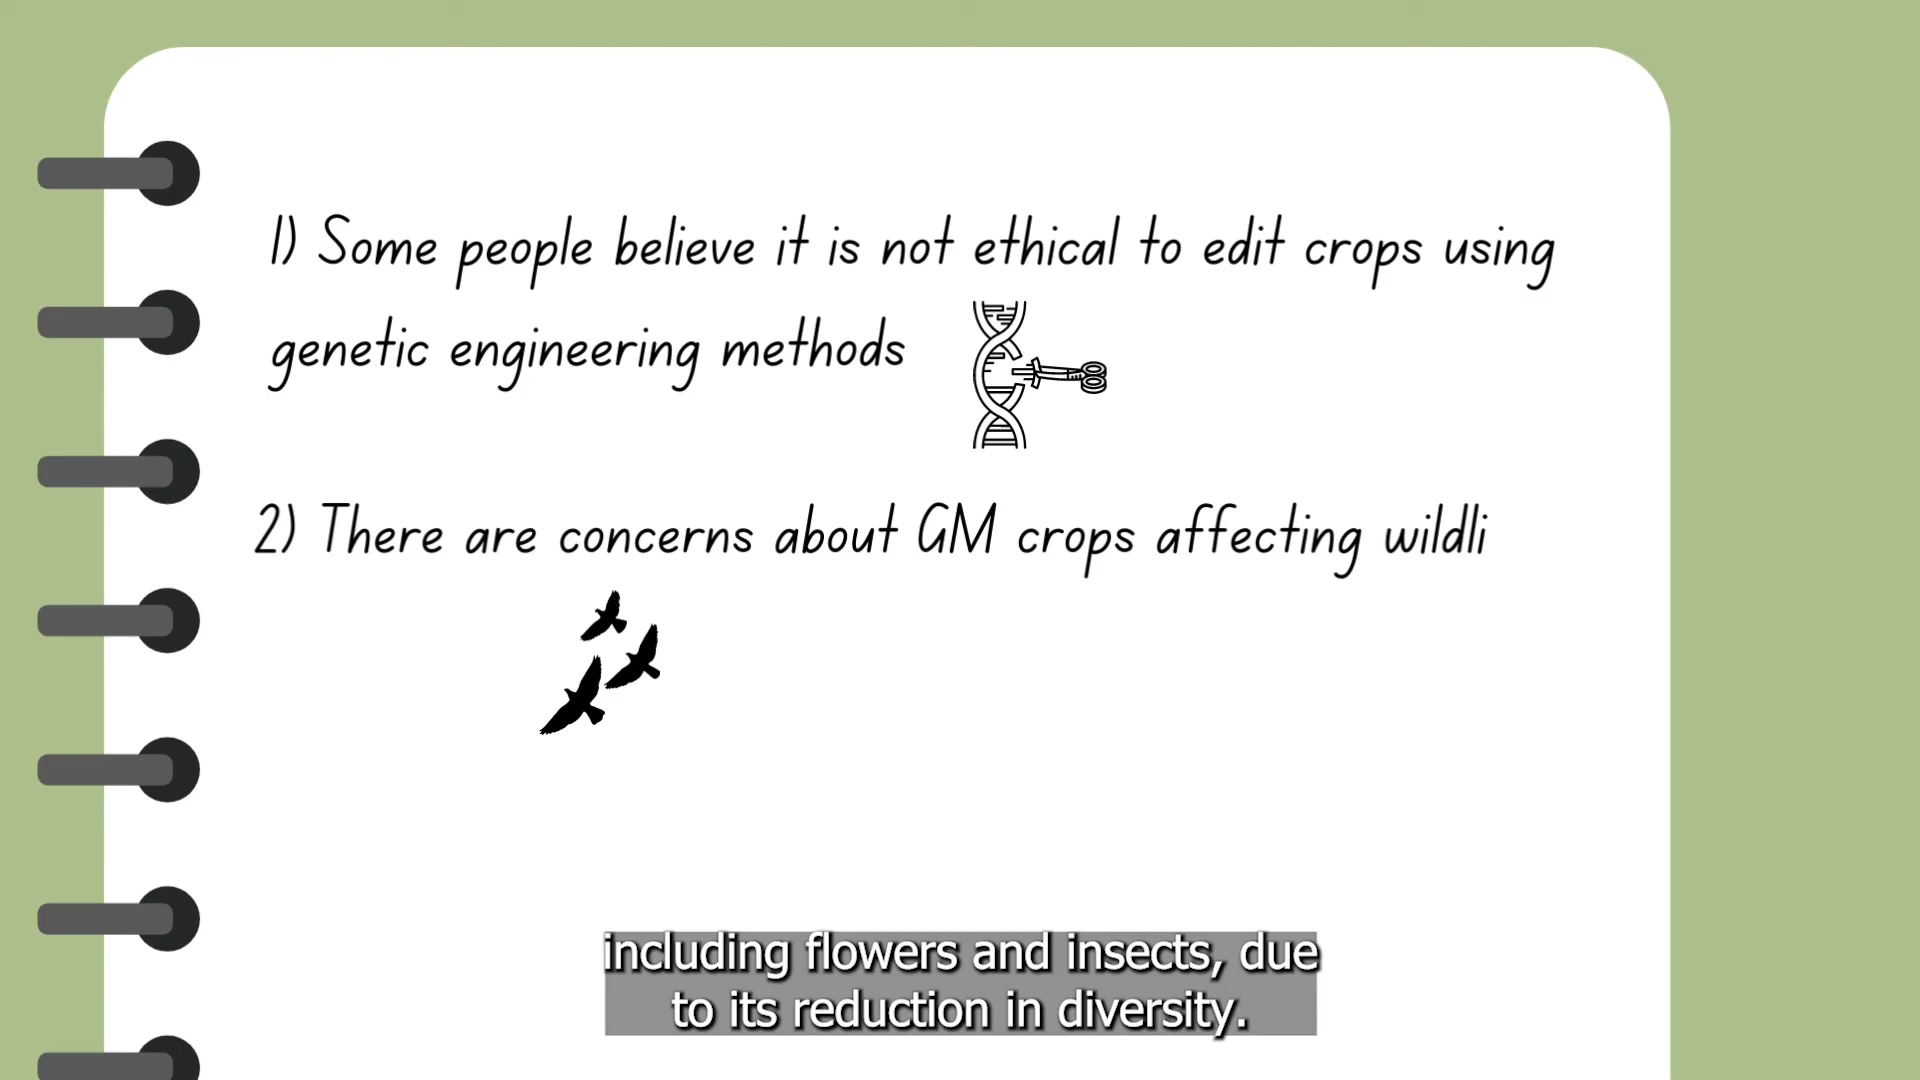 1) Some people believe it is not ethical to edit crops using
genetic engineering methods
2) There are concerns about GM crops affecting wildli
including flowers and insects, due
to its reduction in diversity.